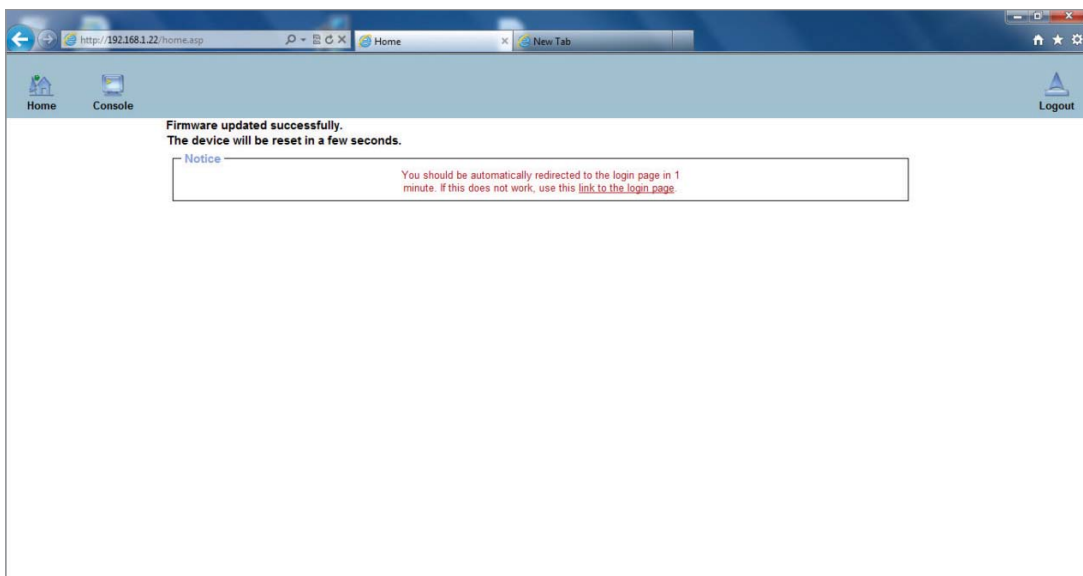 http://192.168.1.22/home.asp
Home
New Tab
Home
Console
Logout
Firmware updated successfully.
The device will be reset in a few seconds.
Notice
You should be automatically redirected to the login page in 1
minute. If this does not work, use this link to the login page.